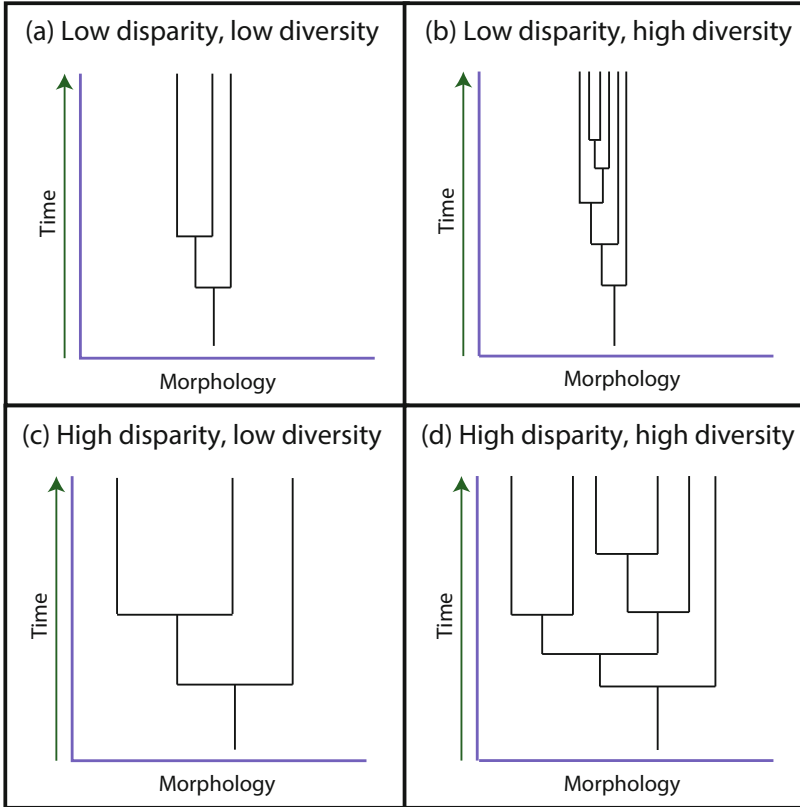 (a) Low disparity, low diversity
Time
Morphology
(b) Low disparity, high diversity
Time
Morphology
(c) High disparity, low diversity
Time
Morphology
(d) High disparity, high diversity
Time
Morphology